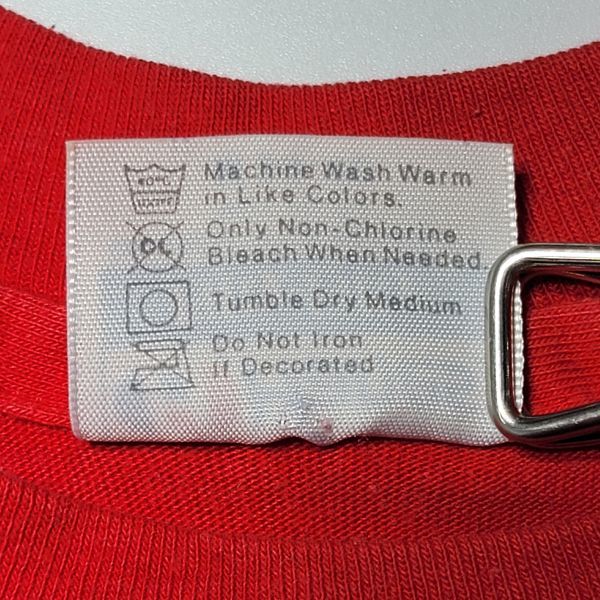 Machine Wash Warm
in Like Colors.
Only Non-Chlorine
Bleach When Needed.
Tumble Dry Medium
Do Not Iron
If Decorated